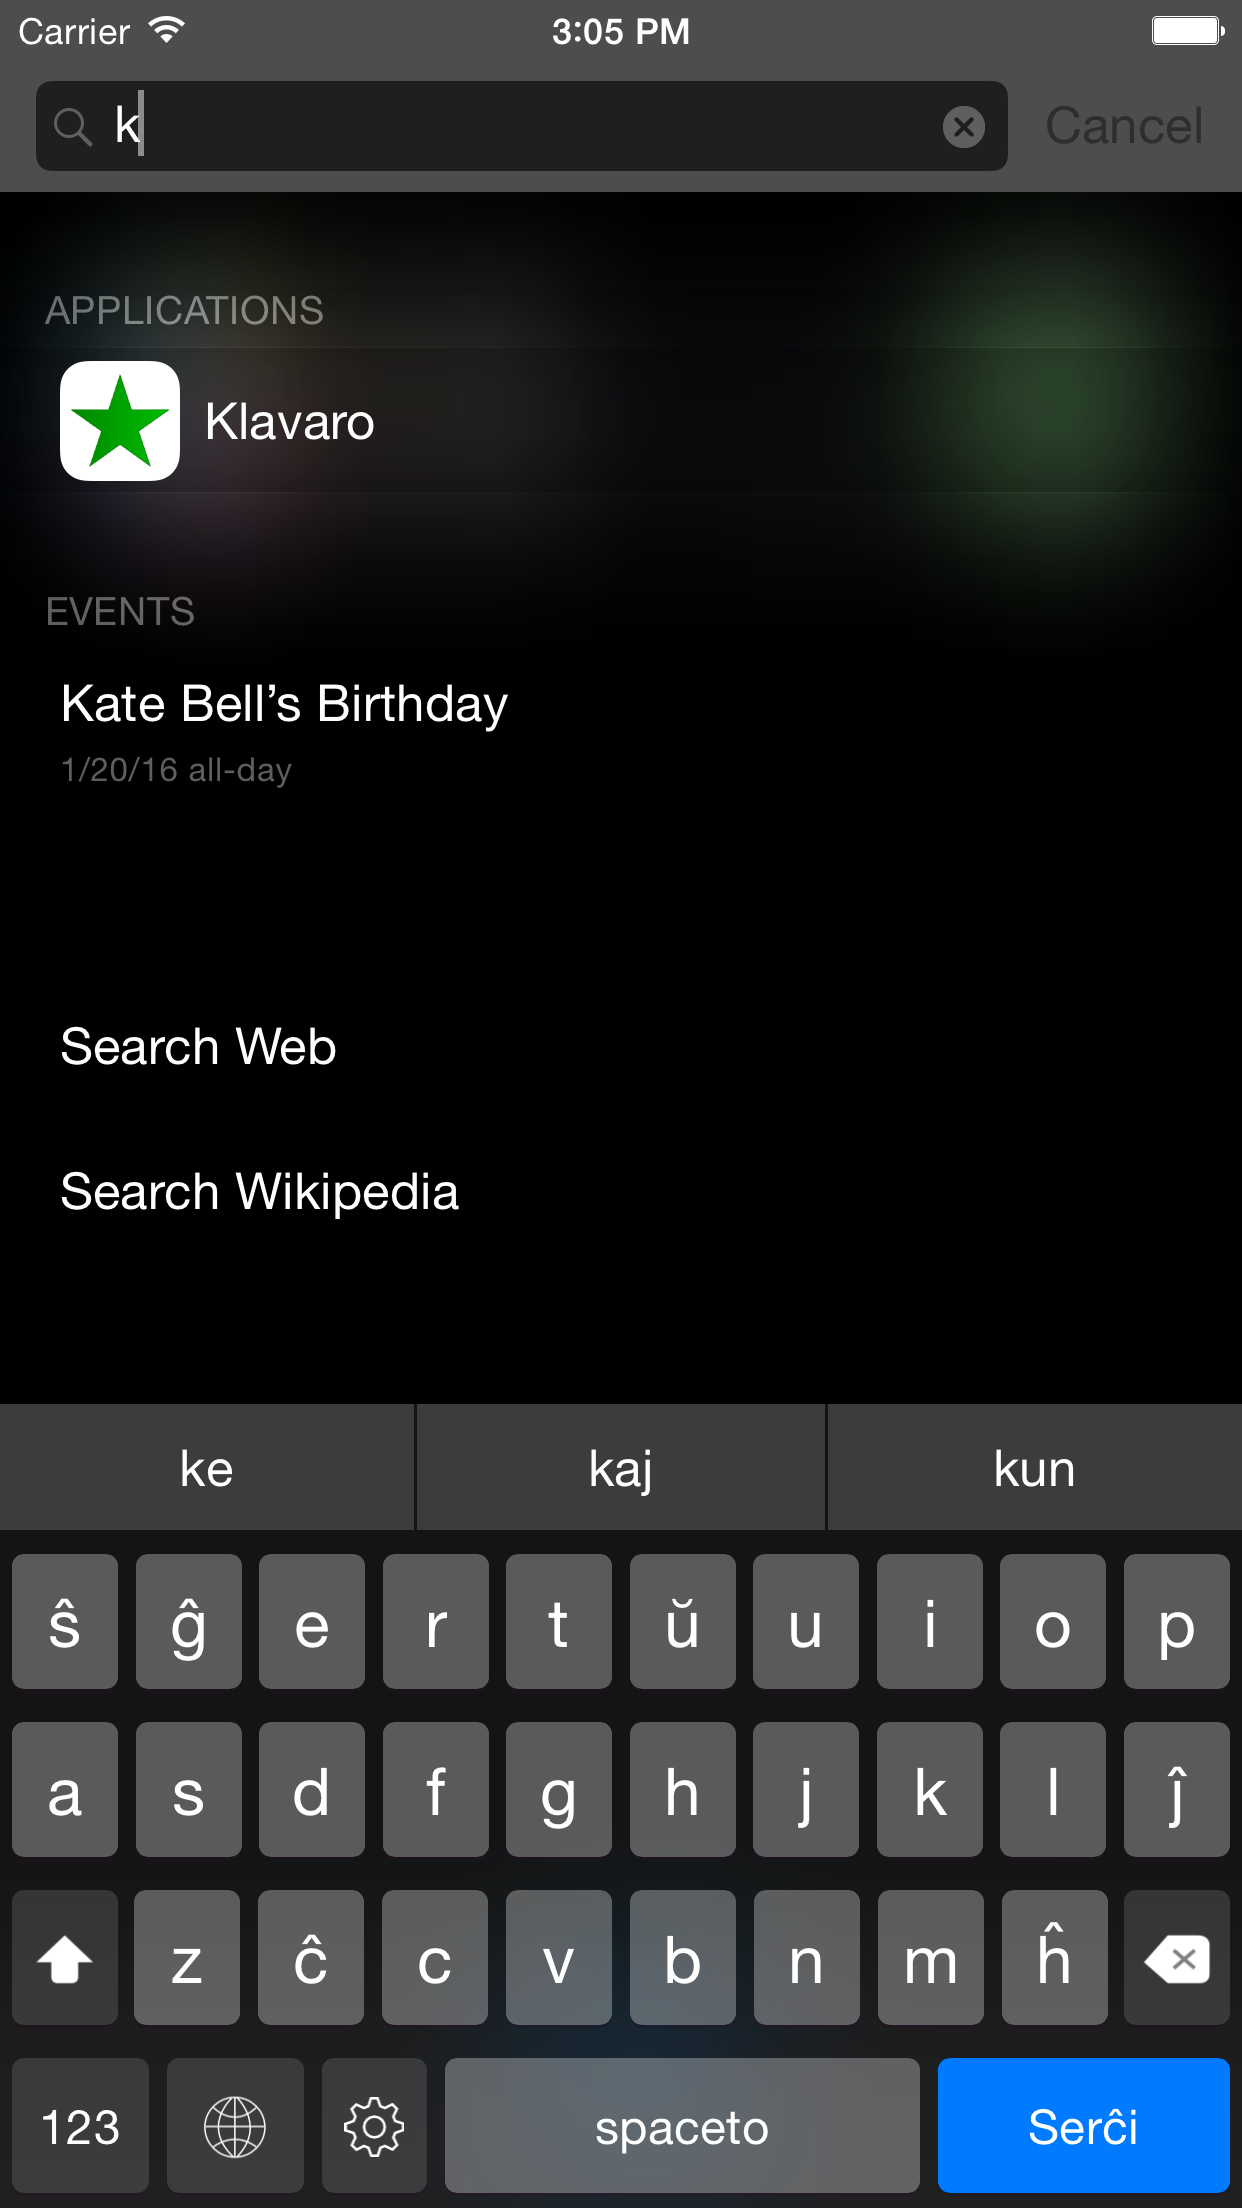 Carrier 3:05 PM
k Cancel
APPLICATIONS
Klavaro
EVENTS
Kate Bell’s Birthday
1/20/16 all-day
Search Web
Search Wikipedia
ke kaj kun
ŝ ĝ e r t ŭ u i o p
a s d f g h j k l ĵ
z ĉ c v b n m ĥ
123 spaceto Serĉi